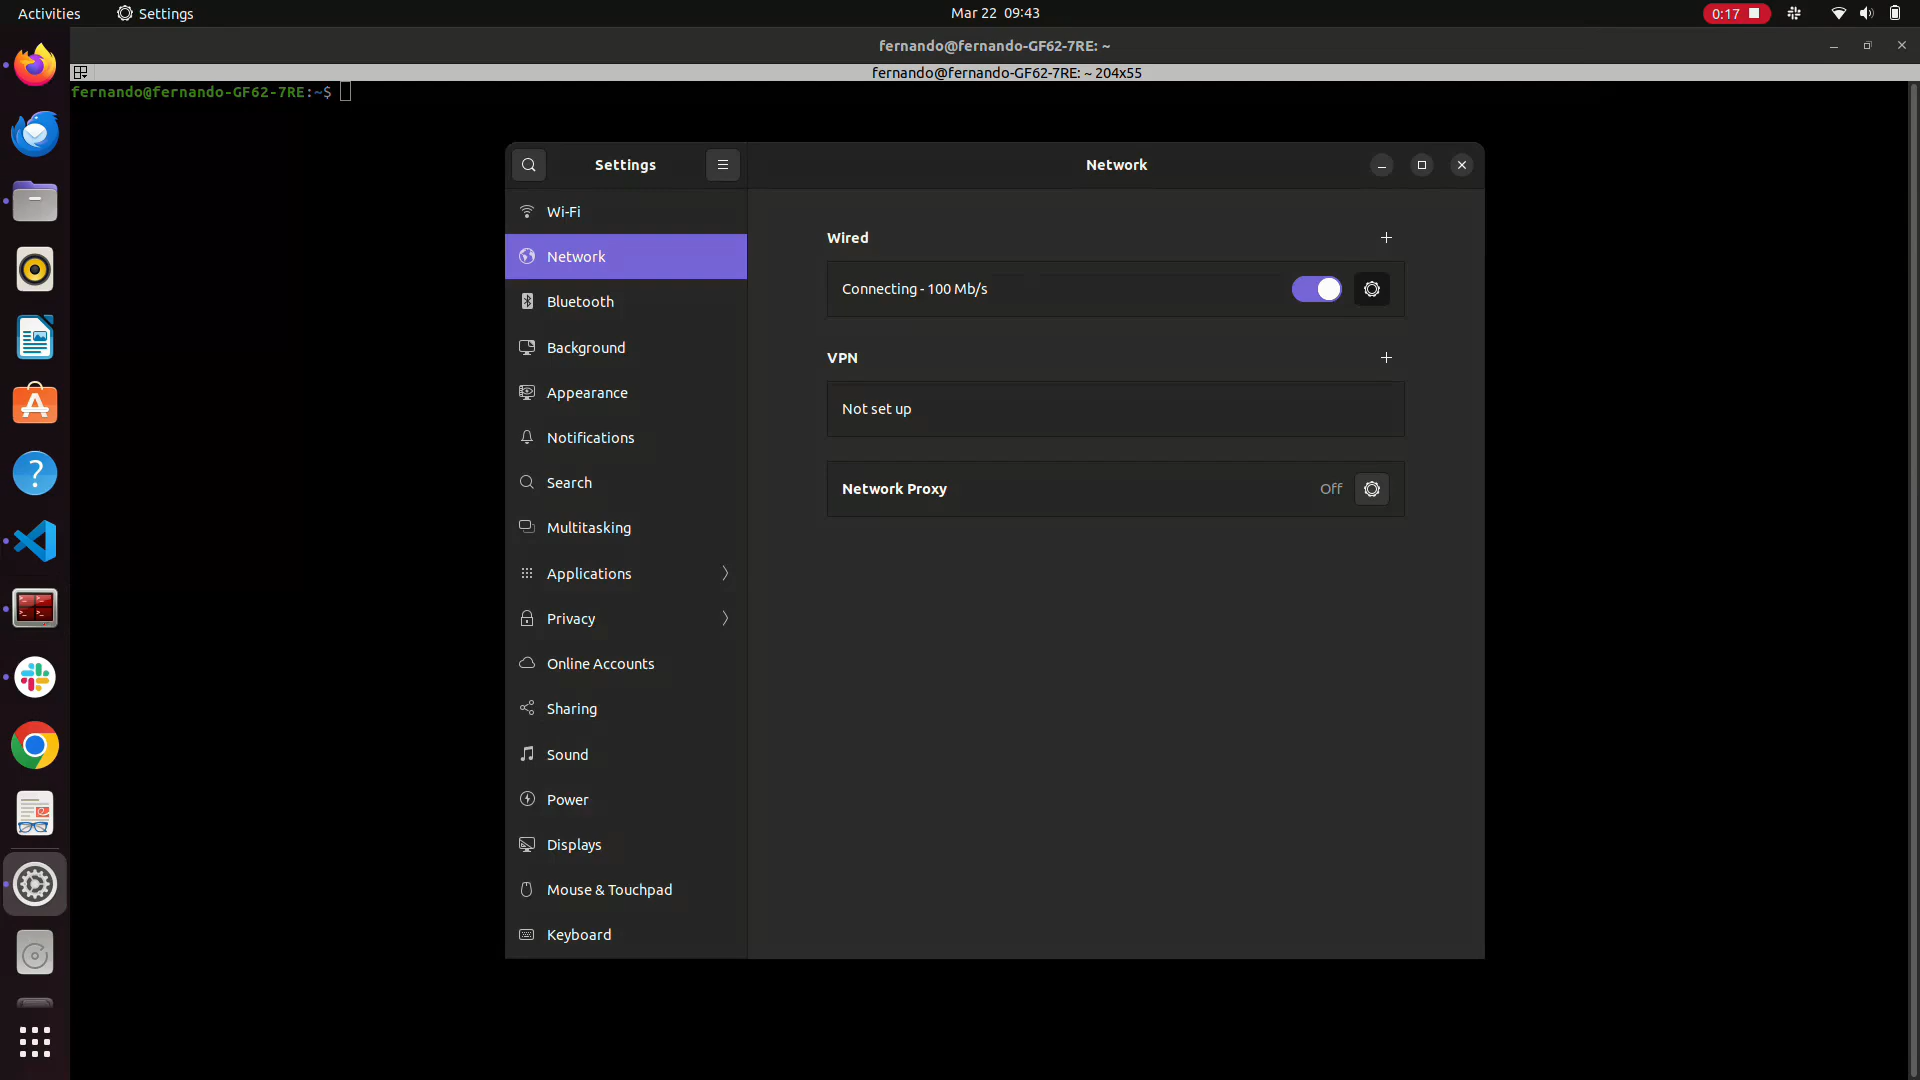 Activities
Settings
Mar 22 09:43
0:17
fernando@fernando-GF62-7RE: ~
fernando@fernando-GF62-7RE: ~ 204x55
fernando@fernando-GF62-7RE:~$
Settings
Network
Wi-Fi
Network
Bluetooth
Background
Appearance
Notifications
Search
Multitasking
Applications
Privacy
Online Accounts
Sharing
Sound
Power
Displays
Mouse & Touchpad
Keyboard
Wired
Connecting - 100 Mb/s
VPN
Not set up
Network Proxy
Off